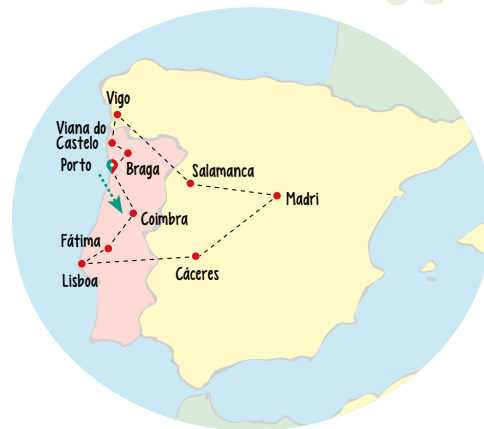 Vigo
Viana do
Castelo
Porto
Braga
Salamanca
Madri
Coimbra
Fátima
Lisboa
Cáceres